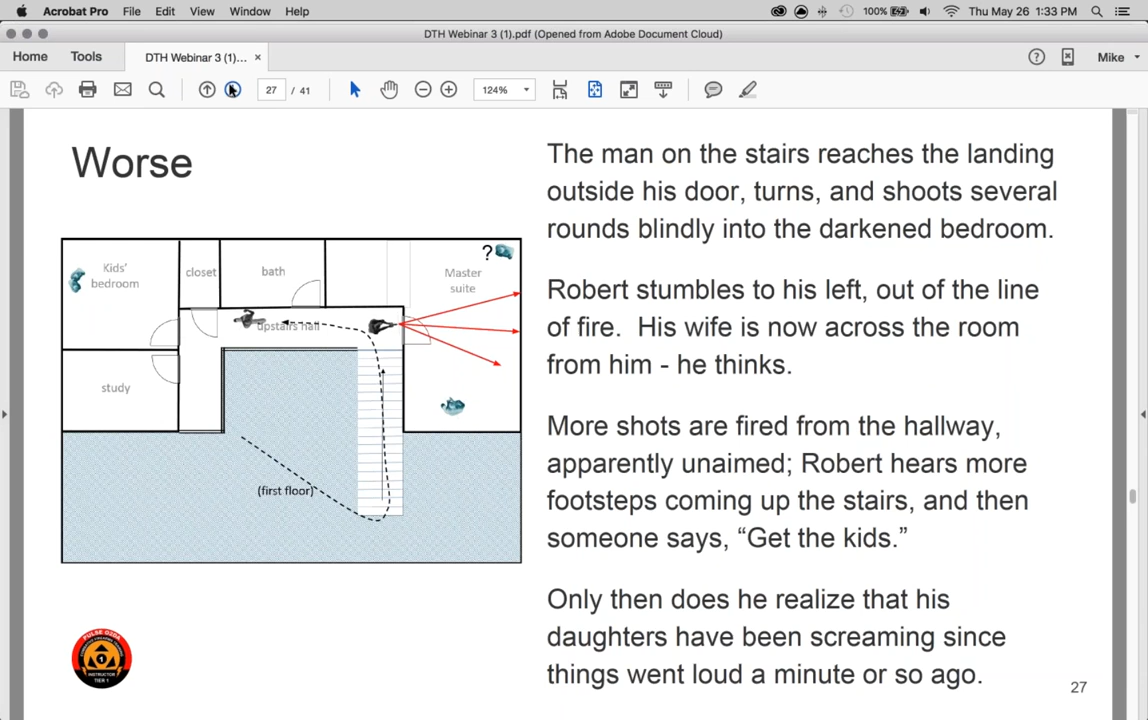 Acrobat Pro File Edit View Window Help 100% Thu May 26 1:33 PM
DTH Webinar 3 (1).pdf (Opened from Adobe Document Cloud)
Home Tools DTH Webinar 3 (1)... × Mike
27 / 41 124%
Worse
The man on the stairs reaches the landing
outside his door, turns, and shoots several
rounds blindly into the darkened bedroom.
Robert stumbles to his left, out of the line
of fire. His wife is now across the room
from him - he thinks.
More shots are fired from the hallway,
apparently unaimed; Robert hears more
footsteps coming up the stairs, and then
someone says, “Get the kids.”
Only then does he realize that his
daughters have been screaming since
things went loud a minute or so ago.
Kids'
bedroom
closet
bath
?
Master
suite
upstairs hall
study
(first floor)
PULSE O2DA
INSTRUCTOR
TIER 1
27